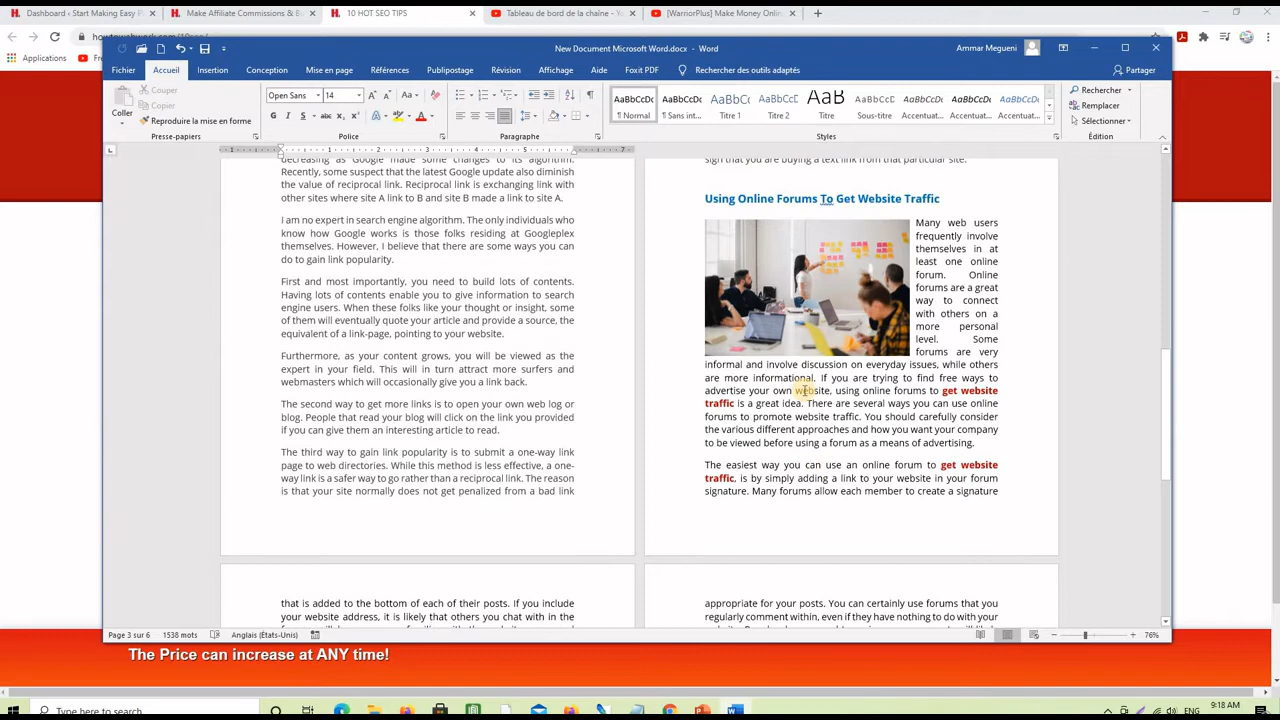 Dashboard - Start Making Easy P
Make Affiliate Commissions & Bu
10 HOT SEO TIPS
Tableau de bord de la chaîne -
[WarriorPlus] Make Money Onlin
Applications
New Document Microsoft Word.docx - Word
Ammar Megueni
Fichier
Accueil
Insertion
Conception
Mise en page
Références
Publipostage
Révision
Affichage
Aide
Foxit PDF
Rechercher des outils adaptés
Partager
Coller
Couper
Copier
Reproduire la mise en forme
Presse-papiers
Open Sans
14
Police
Paragraphe
AaBbCcDc
¶ Normal
AaBbCcDc
¶ Sans int...
AaBbCcI
Titre 1
AaBbCcD
Titre 2
AaB
Titre
AaBbCcDc
Sous-titre
AaBbCcDc
Accentuat...
AaBbCcDc
Accentuat...
AaBbCcDc
Accentuat...
Styles
Rechercher
Remplacer
Sélectionner
Édition
decreasing as Google made some changes to its algorithm.
Recently, some suspect that the latest Google update also diminish
the value of reciprocal link. Reciprocal link is exchanging link with
other sites where site A link to B and site B made a link to site A.
I am no expert in search engine algorithm. The only individuals who
know how Google works is those folks residing at Googleplex
themselves. However, I believe that there are some ways you can
do to gain link popularity.
First and most importantly, you need to build lots of contents.
Having lots of contents enable you to give information to search
engine users. When these folks like your thought or insight, some
of them will eventually quote your article and provide a source, the
equivalent of a link-page, pointing to your website.
Furthermore, as your content grows, you will be viewed as the
expert in your field. This will in turn attract more surfers and
webmasters which will occasionally give you a link back.
The second way to get more links is to open your own web log or
blog. People that read your blog will click on the link you provided
if you can give them an interesting article to read.
The third way to gain link popularity is to submit a one-way link
page to web directories. While this method is less effective, a one-
way link is a safer way to go rather than a reciprocal link. The reason
is that your site normally does not get penalized from a bad link
sign that you are buying a text link from that particular site.
Using Online Forums To Get Website Traffic
Many web users
frequently involve
themselves in at
least one online
forum. Online
forums are a great
way to connect
with others on a
more personal
level. Some
forums are very
informal and involve discussion on everyday issues, while others
are more informational. If you are trying to find free ways to
advertise your own website, using online forums to get website
traffic is a great idea. There are several ways you can use online
forums to promote website traffic. You should carefully consider
the various different approaches and how you want your company
to be viewed before using a forum as a means of advertising.
The easiest way you can use an online forum to get website
traffic, is by simply adding a link to your website in your forum
signature. Many forums allow each member to create a signature
that is added to the bottom of each of their posts. If you include
your website address, it is likely that others you chat with in the
appropriate for your posts. You can certainly use forums that you
regularly comment within, even if they have nothing to do with your
Page 3 sur 6
1538 mots
Anglais (États-Unis)
76%
The Price can increase at ANY time!
Type here to search
ENG
9:18 AM